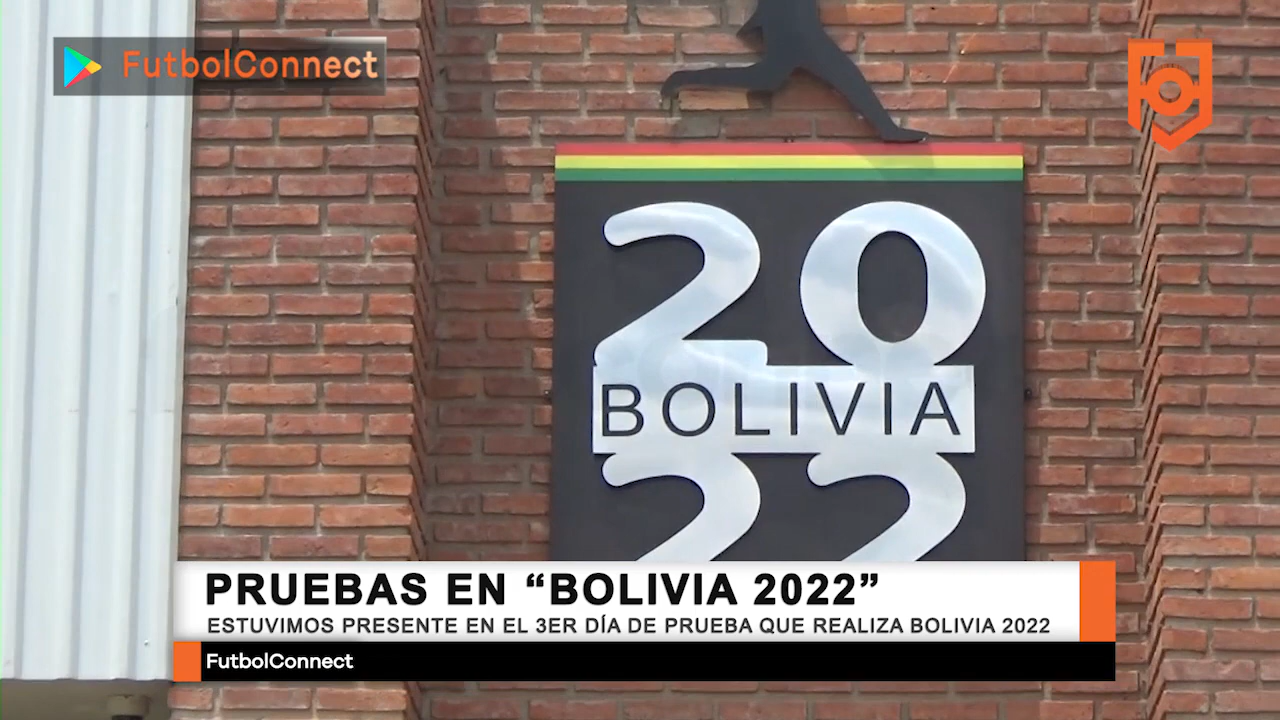 FutbolConnect
20
BOLIVIA
22
PRUEBAS EN “BOLIVIA 2022”
ESTUVIMOS PRESENTE EN EL 3ER DÍA DE PRUEBA QUE REALIZA BOLIVIA 2022
FutbolConnect